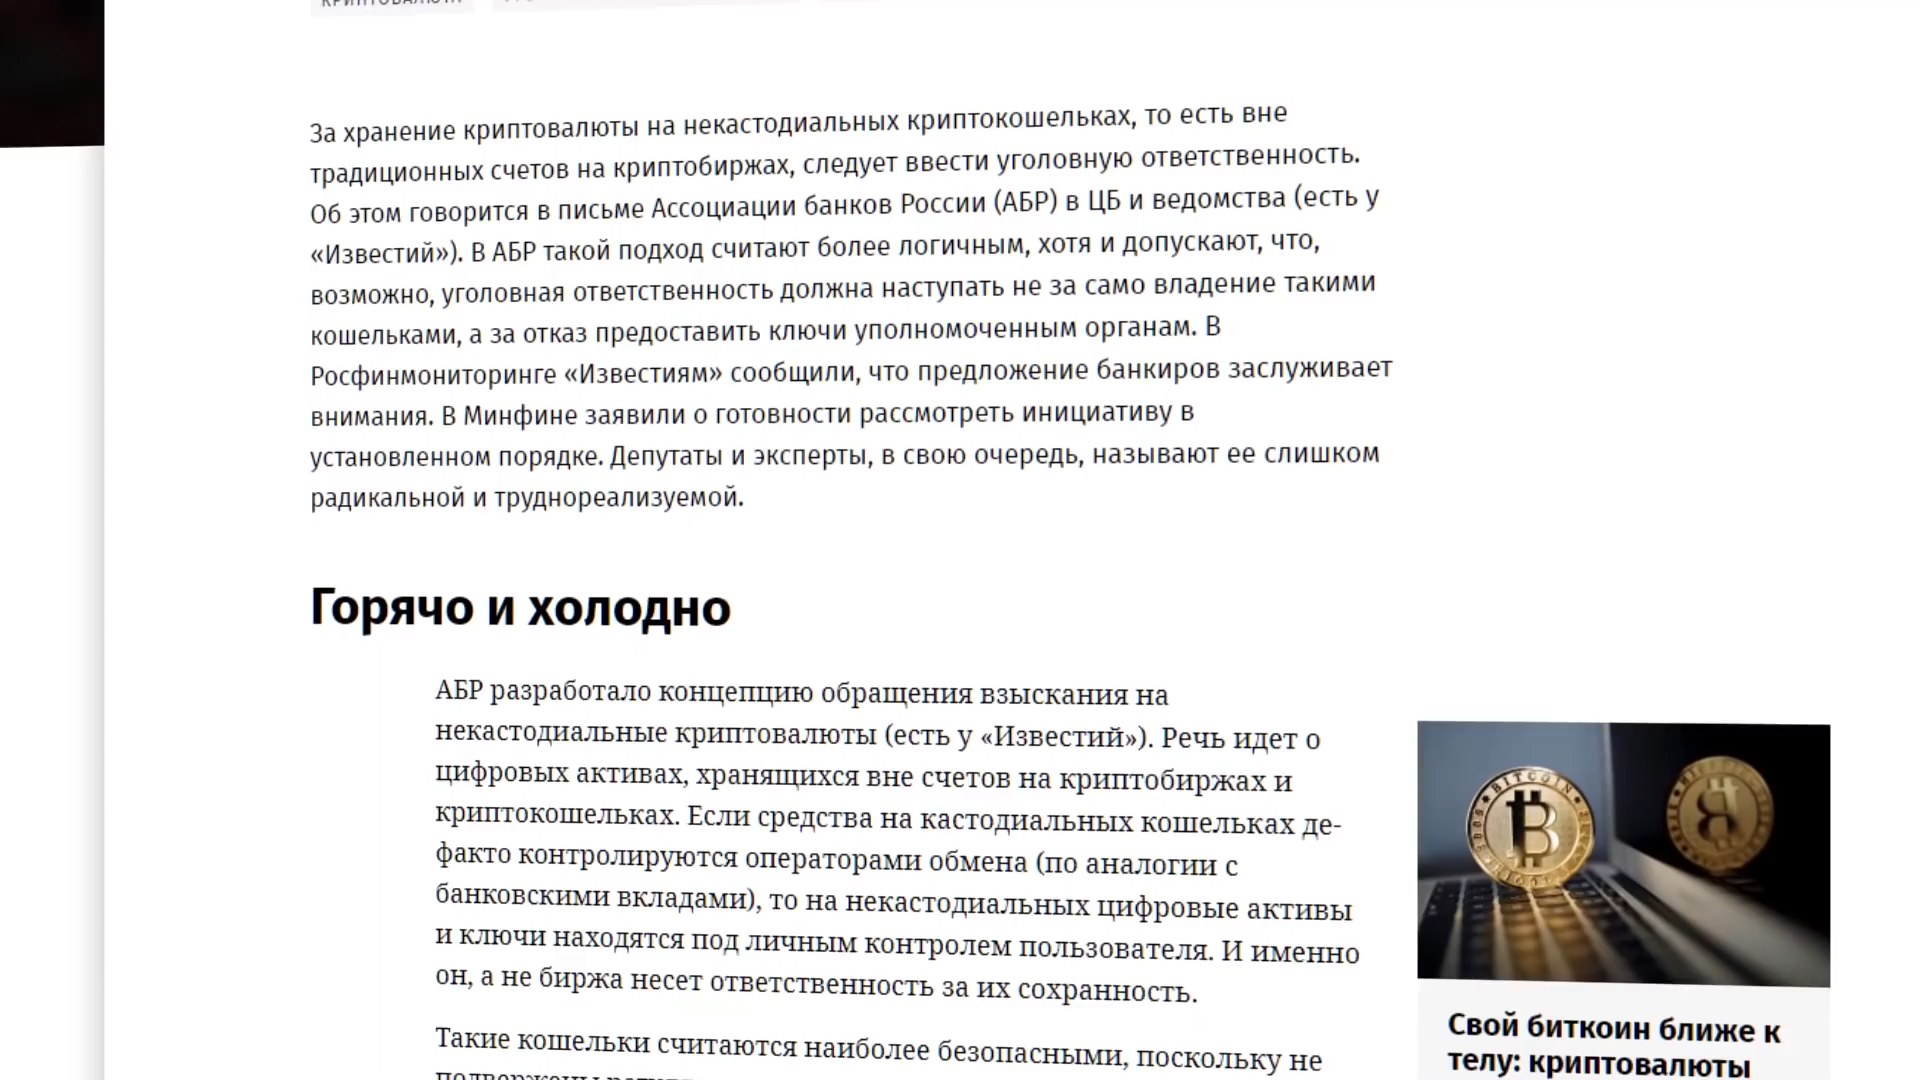 За хранение криптовалюты на некастодиальных криптокошельках, то есть вне
традиционных счетов на криптобиржах, следует ввести уголовную ответственность.
Об этом говорится в письме Ассоциации банков России (АБР) в ЦБ и ведомства (есть у
«Известий»). В АБР такой подход считают более логичным, хотя и допускают, что,
возможно, уголовная ответственность должна наступать не за само владение такими
кошельками, а за отказ предоставить ключи уполномоченным органам. В
Росфинмониторинге «Известиям» сообщили, что предложение банкиров заслуживает
внимания. В Минфине заявили о готовности рассмотреть инициативу в
установленном порядке. Депутаты и эксперты, в свою очередь, называют ее слишком
радикальной и труднореализуемой.
Горячо и холодно
АБР разработало концепцию обращения взыскания на
некастодиальные криптовалюты (есть у «Известий»). Речь идет о
цифровых активах, хранящихся вне счетов на криптобиржах и
криптокошельках. Если средства на кастодиальных кошельках де-
факто контролируются операторами обмена (по аналогии с
банковскими вкладами), то на некастодиальных цифровые активы
и ключи находятся под личным контролем пользователя. И именно
он, а не биржа несет ответственность за их сохранность.
Такие кошельки считаются наиболее безопасными, поскольку не
BITCOIN
Свой биткоин ближе к
телу: криптовалюты